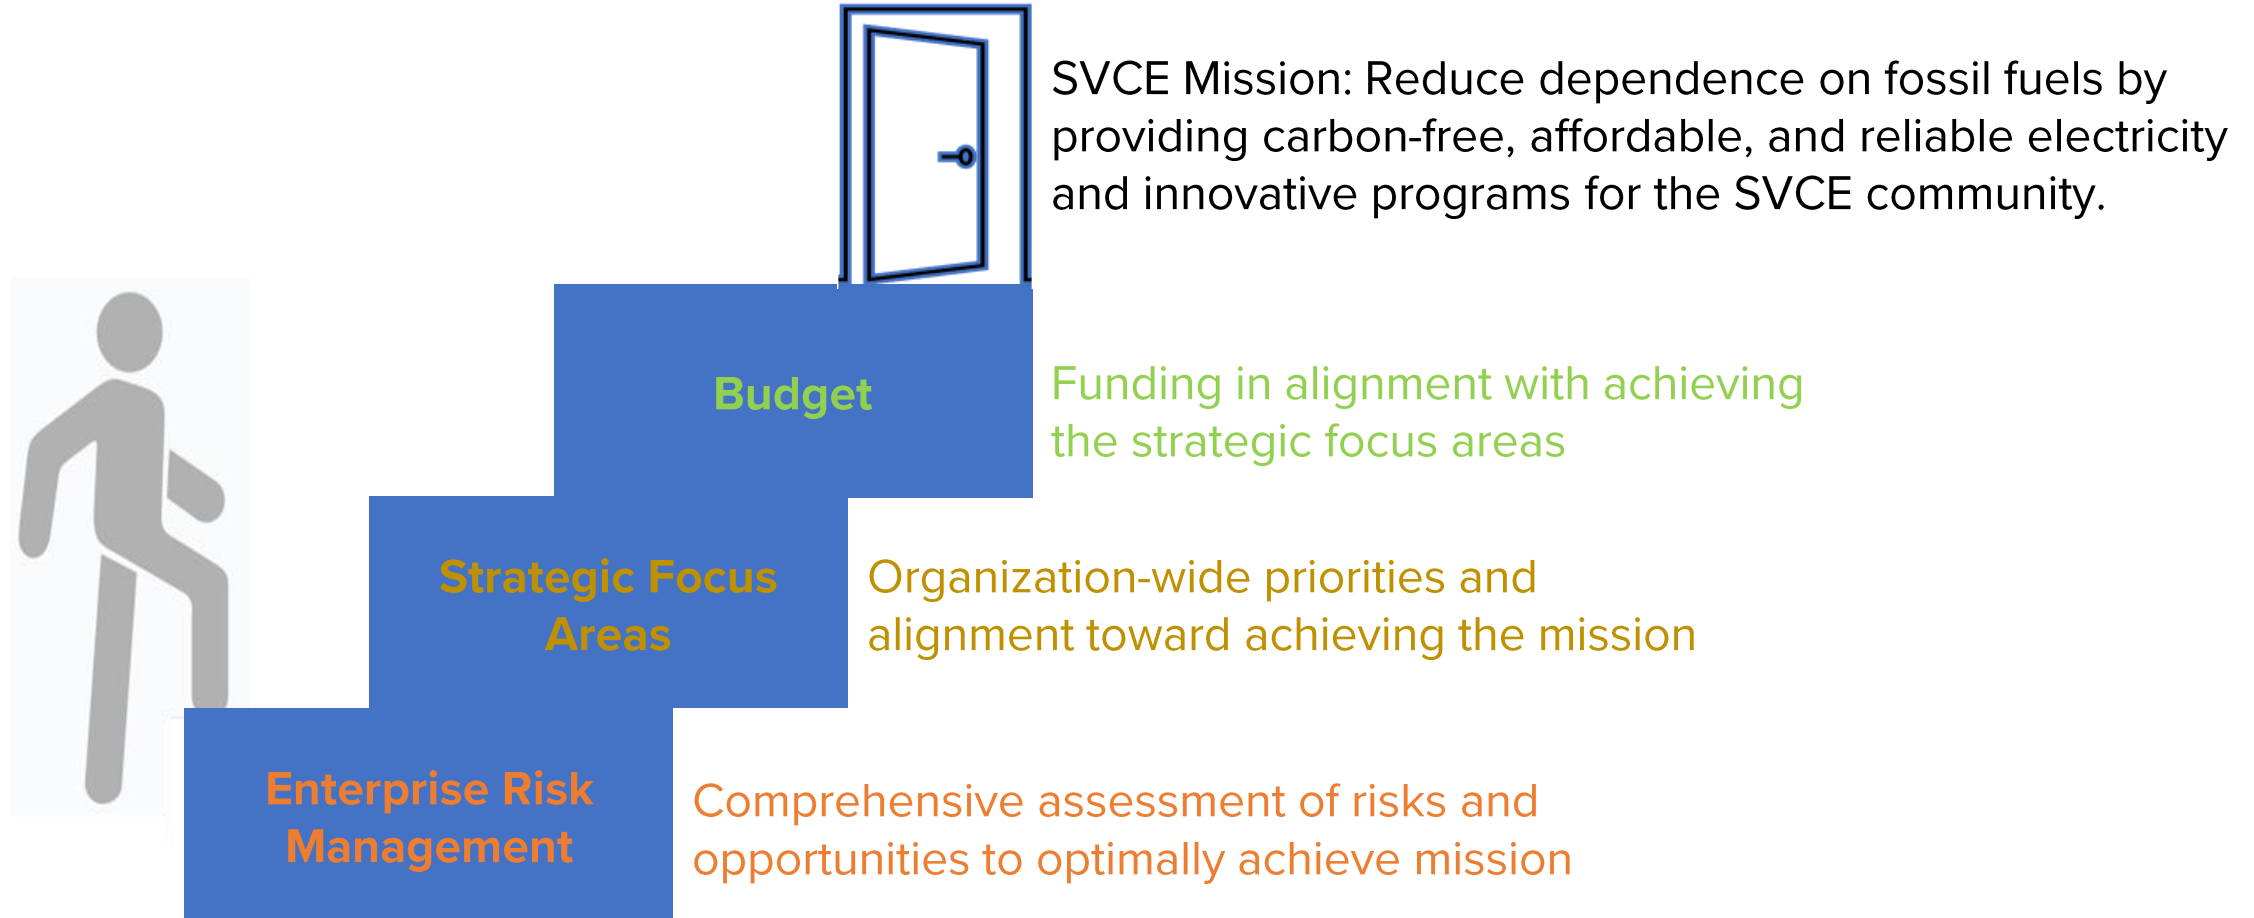 SVCE Mission: Reduce dependence on fossil fuels by
providing carbon-free, affordable, and reliable electricity
and innovative programs for the SVCE community.
Budget
Funding in alignment with achieving
the strategic focus areas
Strategic Focus
Areas
Organization-wide priorities and
alignment toward achieving the mission
Enterprise Risk
Management
Comprehensive assessment of risks and
opportunities to optimally achieve mission